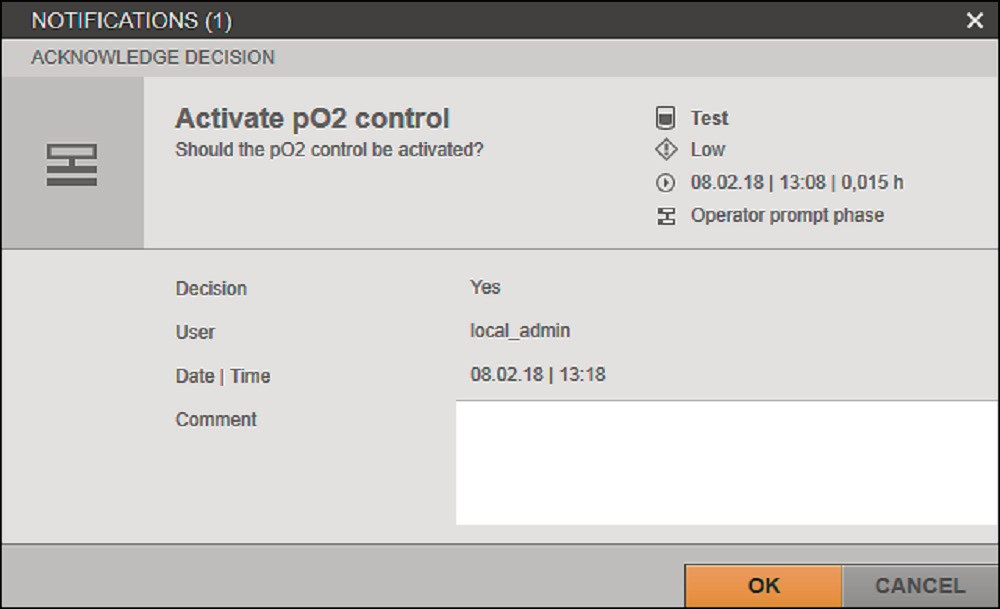 NOTIFICATIONS (1)
ACKNOWLEDGE DECISION
Activate pO2 control
Should the pO2 control be activated?
Test
Low
08.02.18 | 13:08 | 0,015 h
Operator prompt phase
Decision Yes
User local_admin
Date | Time 08.02.18 | 13:18
Comment
OK CANCEL